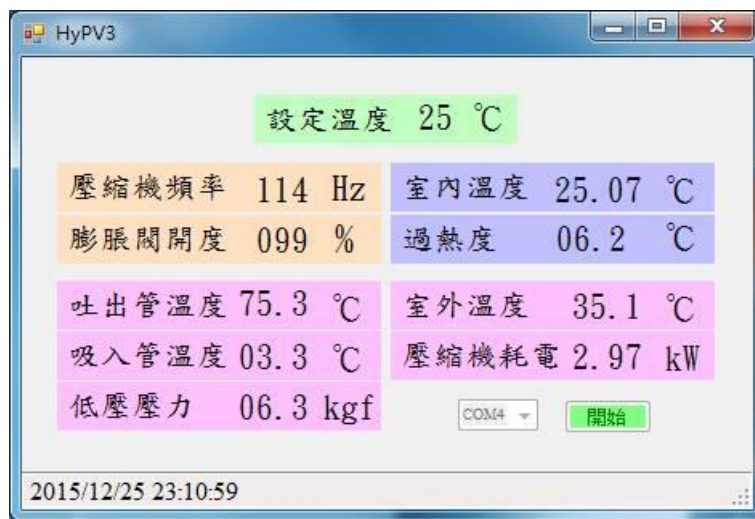 HyPV3
設定溫度 25 ℃
壓縮機頻率 114 Hz 室內溫度 25.07 ℃
膨脹閥開度 099 % 過熱度 06.2 ℃
吐出管溫度 75.3 ℃ 室外溫度 35.1 ℃
吸入管溫度 03.3 ℃ 壓縮機耗電 2.97 kW
低壓壓力 06.3 kgf COM4 開始
2015/12/25 23:10:59